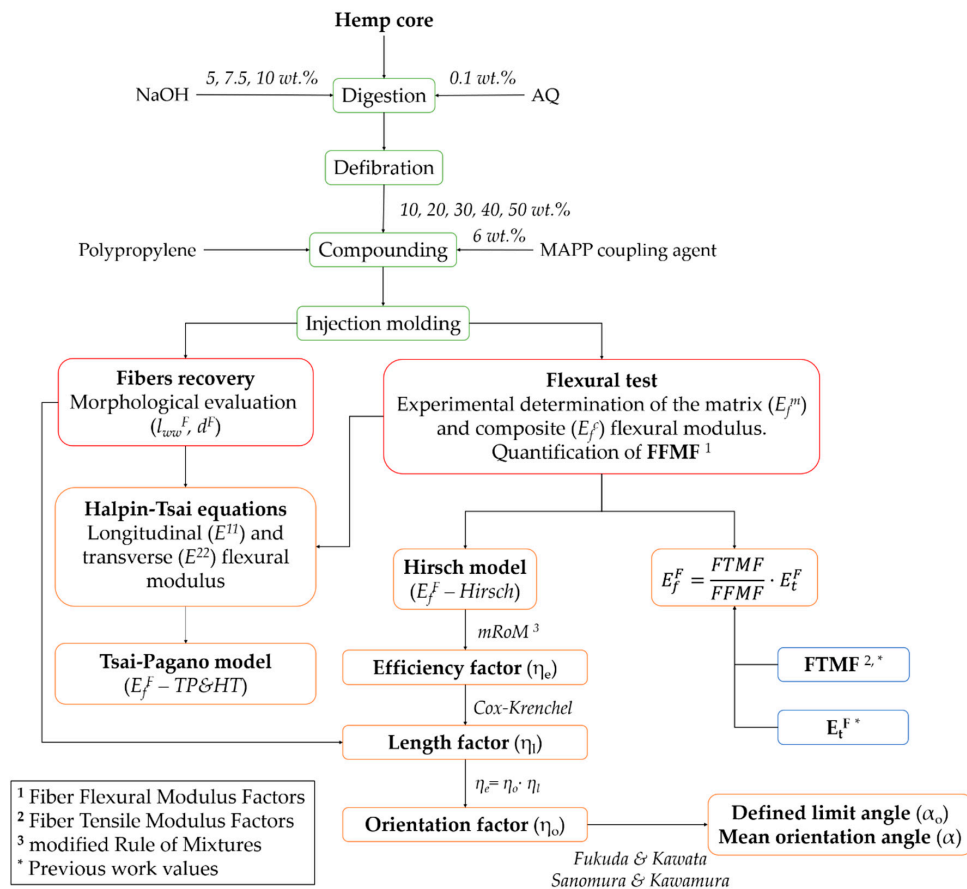 Hemp core
5, 7.5, 10 wt.%
0.1 wt.%
NaOH
Digestion
AQ
Defibration
10, 20, 30, 40, 50 wt.%
6 wt.%
Polypropylene
Compounding
MAPP coupling agent
Injection molding
Fibers recovery
Morphological evaluation
(l_ww^F, d^F)
Flexural test
Experimental determination of the matrix (E_f^m)
and composite (E_f^c) flexural modulus.
Quantification of FFMF ¹
Halpin-Tsai equations
Longitudinal (E^11) and
transverse (E^22) flexural
modulus
Hirsch model
(E_f^F – Hirsch)
E_f^F = FTMF/FFMF · E_t^F
mRoM ³
Tsai-Pagano model
(E_f^F – TP&HT)
Efficiency factor (η_e)
FTMF ²,*
Cox-Krenchel
E_t^F *
Length factor (η_l)
η_e= η_o· η_l
Orientation factor (η_o)
Defined limit angle (α_o)
Mean orientation angle (α)
Fukuda & Kawata
Sanomura & Kawamura
¹ Fiber Flexural Modulus Factors
² Fiber Tensile Modulus Factors
³ modified Rule of Mixtures
* Previous work values